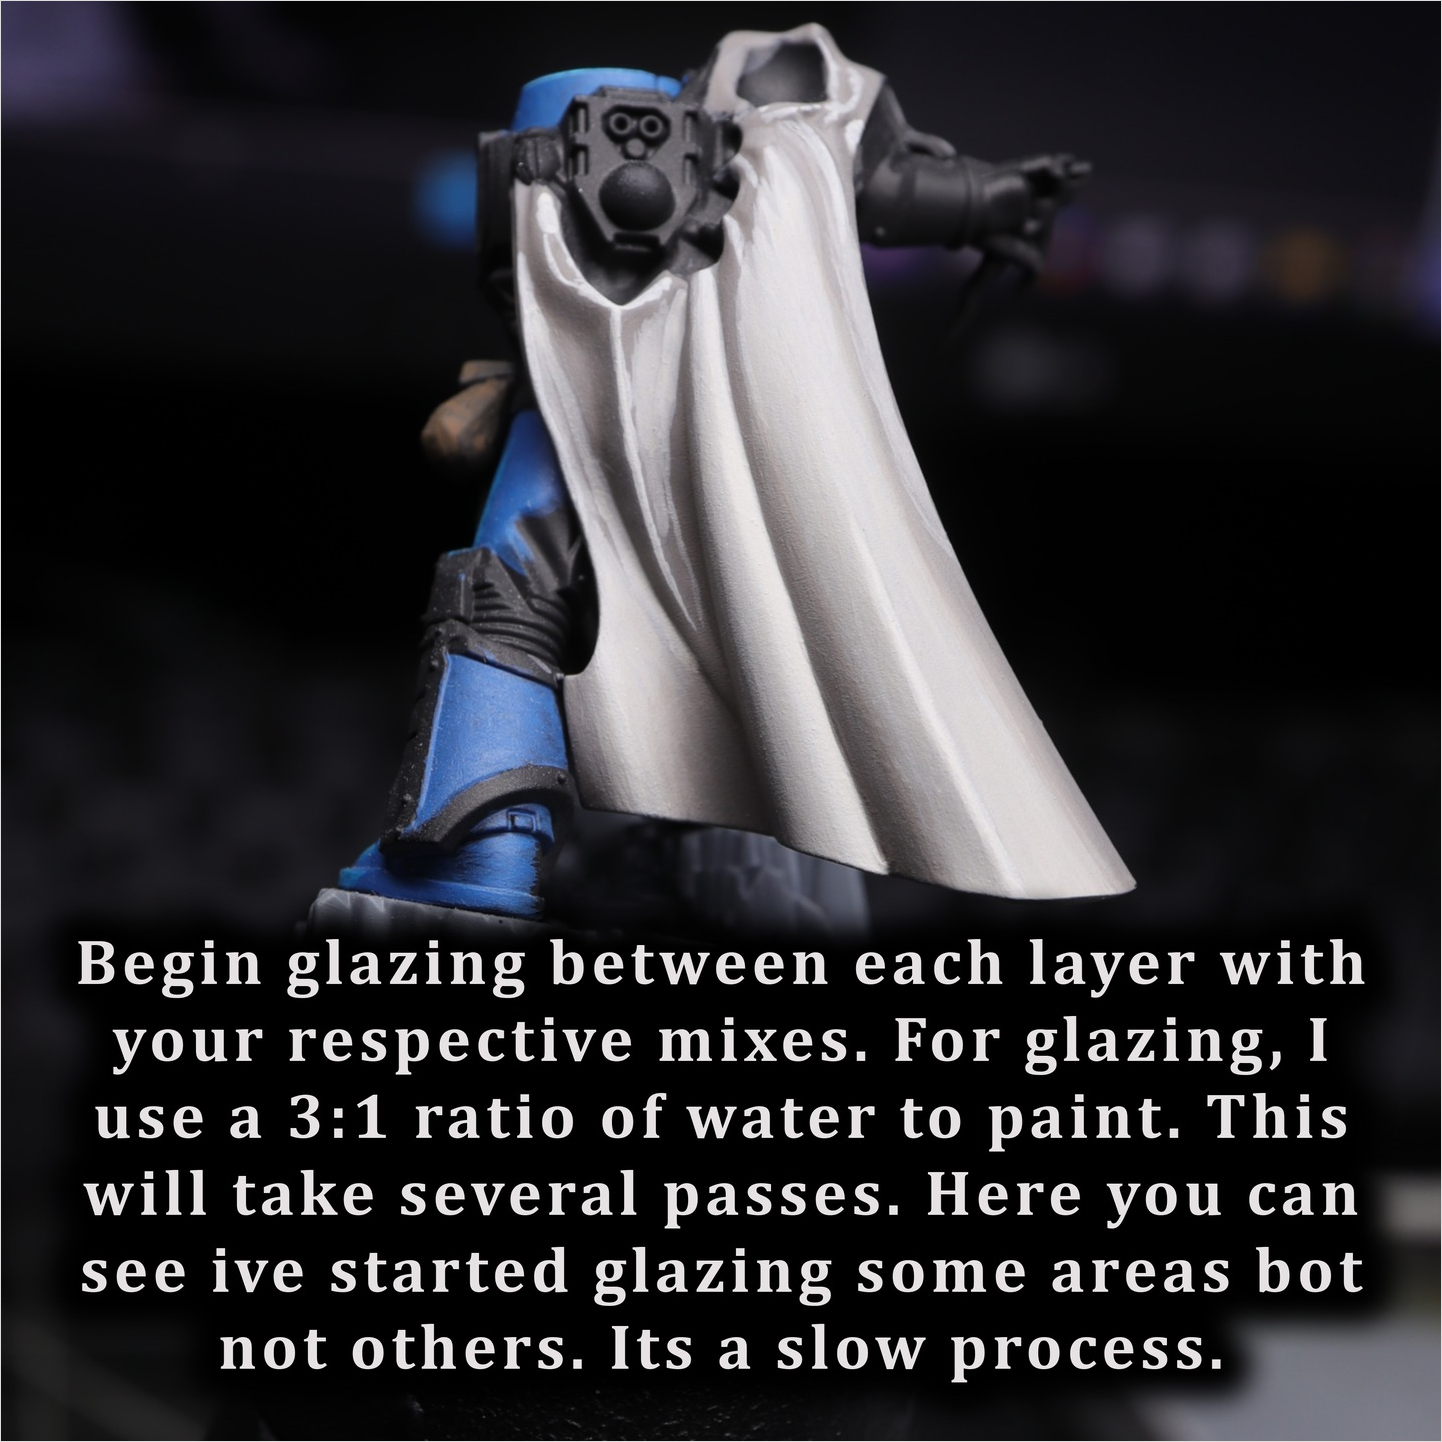 Begin glazing between each layer with
your respective mixes. For glazing, I
use a 3:1 ratio of water to paint. This
will take several passes. Here you can
see ive started glazing some areas bot
not others. Its a slow process.